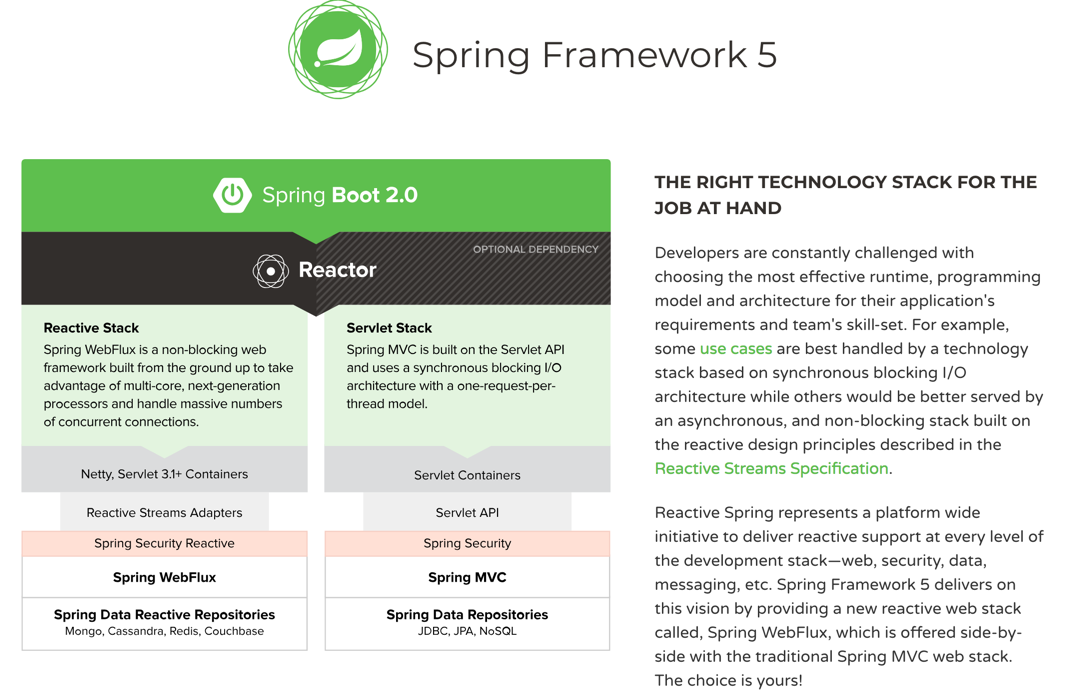 Spring Framework 5
Spring Boot 2.0
OPTIONAL DEPENDENCY
Reactor
Reactive Stack
Spring WebFlux is a non-blocking web
framework built from the ground up to take
advantage of multi-core, next-generation
processors and handle massive numbers
of concurrent connections.
Netty, Servlet 3.1+ Containers
Reactive Streams Adapters
Spring Security Reactive
Spring WebFlux
Spring Data Reactive Repositories
Mongo, Cassandra, Redis, Couchbase
Servlet Stack
Spring MVC is built on the Servlet API
and uses a synchronous blocking I/O
architecture with a one-request-per-
thread model.
Servlet Containers
Servlet API
Spring Security
Spring MVC
Spring Data Repositories
JDBC, JPA, NoSQL
THE RIGHT TECHNOLOGY STACK FOR THE
JOB AT HAND
Developers are constantly challenged with
choosing the most effective runtime, programming
model and architecture for their application's
requirements and team's skill-set. For example,
some use cases are best handled by a technology
stack based on synchronous blocking I/O
architecture while others would be better served by
an asynchronous, and non-blocking stack built on
the reactive design principles described in the
Reactive Streams Specification.
Reactive Spring represents a platform wide
initiative to deliver reactive support at every level of
the development stack—web, security, data,
messaging, etc. Spring Framework 5 delivers on
this vision by providing a new reactive web stack
called, Spring WebFlux, which is offered side-by-
side with the traditional Spring MVC web stack.
The choice is yours!